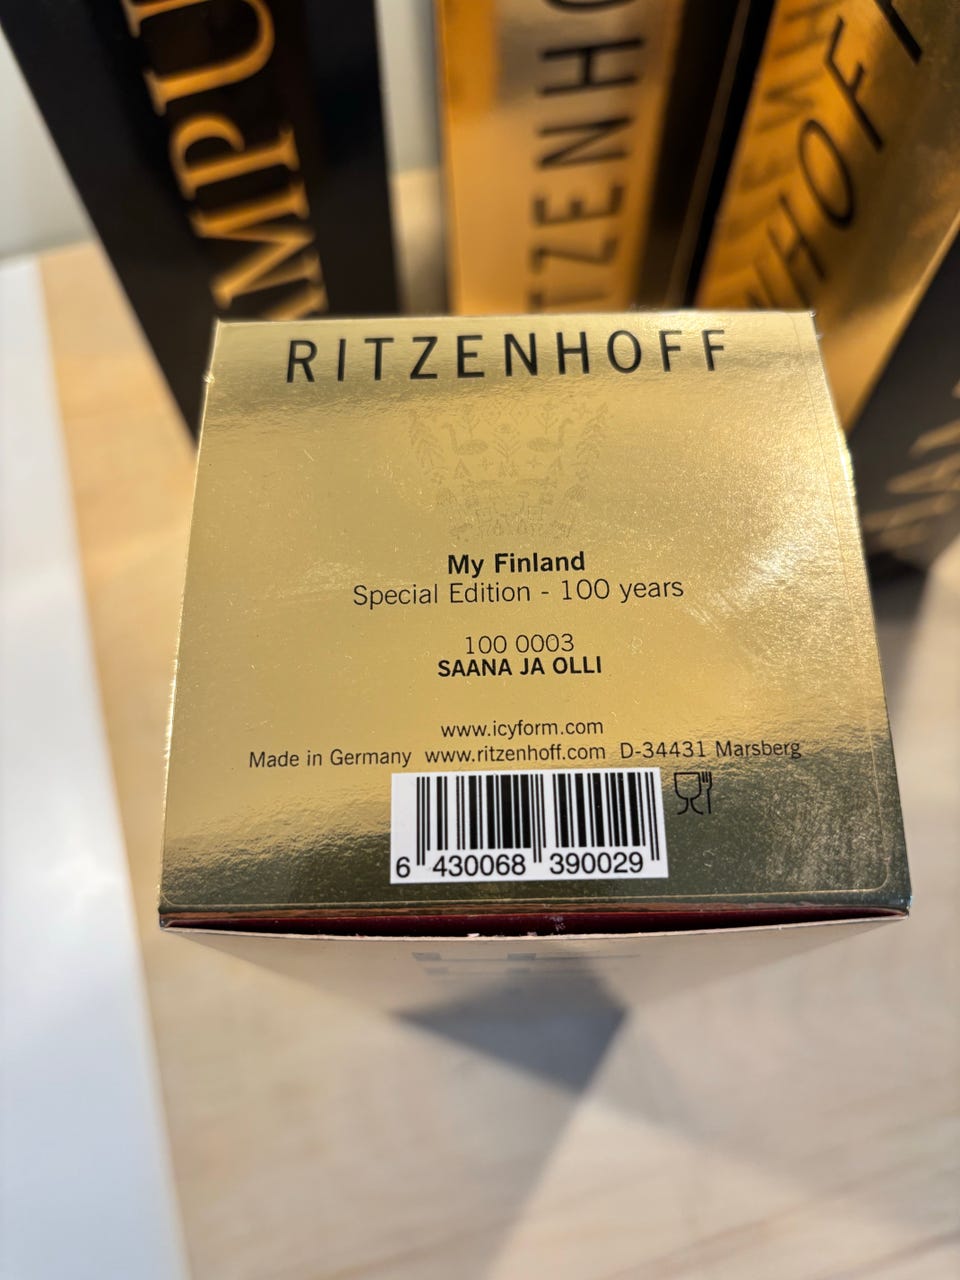 RITZENHOFF
My Finland
Special Edition - 100 years
100 0003
SAANA JA OLLI
www.icyform.com
Made in Germany www.ritzenhoff.com D-34431 Marsberg
6 430068 390029